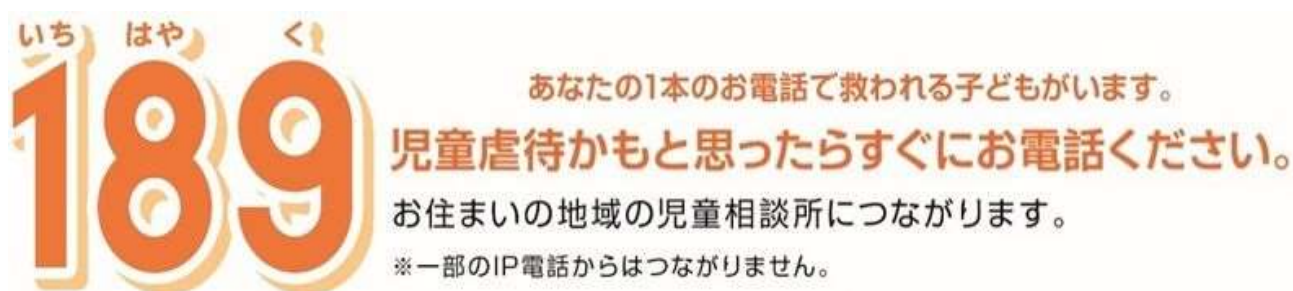 いち はや く
189
あなたの1本のお電話で救われる子どもがいます。
児童虐待かもと思ったらすぐにお電話ください。
お住まいの地域の児童相談所につながります。
※一部のIP電話からはつながりません。